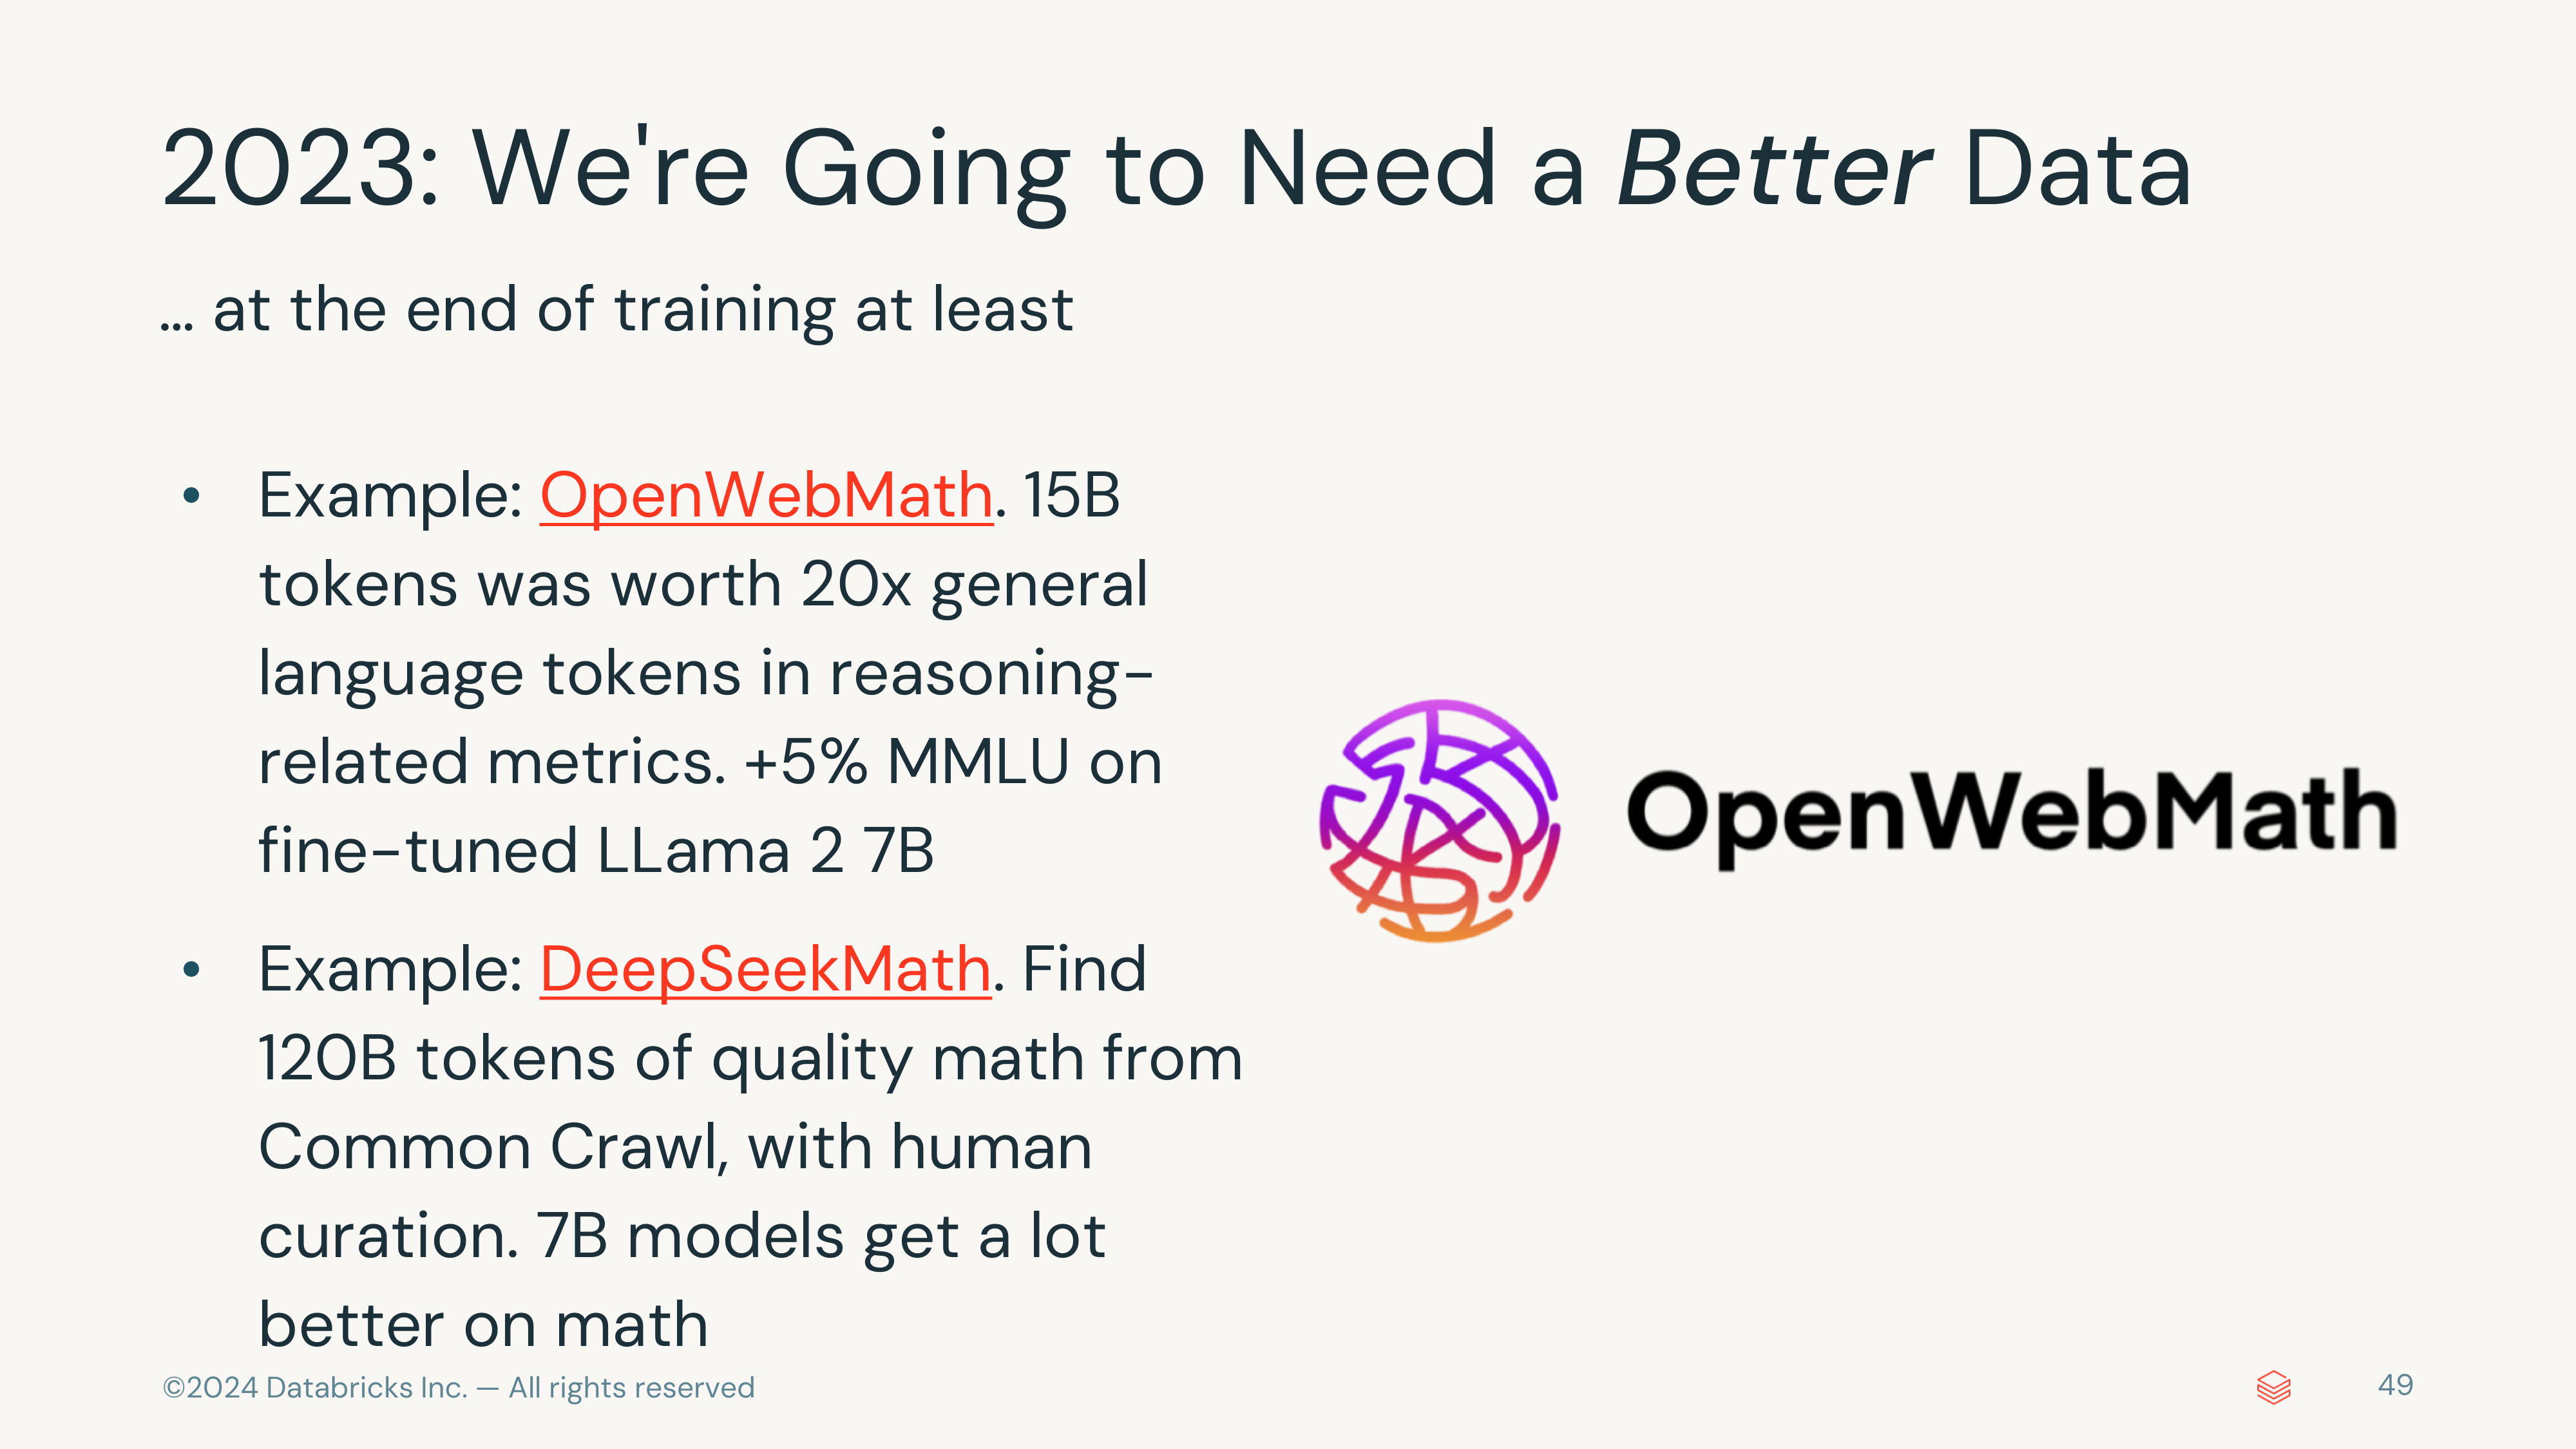 2023: We're Going to Need a Better Data
… at the end of training at least
• Example: OpenWebMath. 15B
tokens was worth 20x general
language tokens in reasoning-
related metrics. +5% MMLU on
fine-tuned LLama 2 7B
• Example: DeepSeekMath. Find
120B tokens of quality math from
Common Crawl, with human
curation. 7B models get a lot
better on math
OpenWebMath
©2024 Databricks Inc. — All rights reserved
49